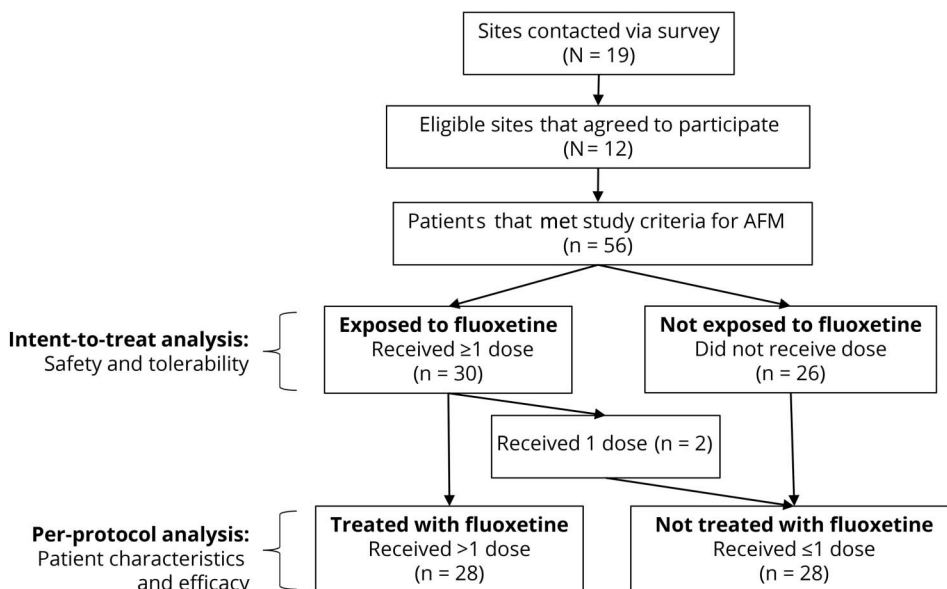 Sites contacted via survey
(N = 19)
Eligible sites that agreed to participate
(N = 12)
Patients that met study criteria for AFM
(n = 56)
Intent-to-treat analysis:
Safety and tolerability
Exposed to fluoxetine
Received ≥1 dose
(n = 30)
Not exposed to fluoxetine
Did not receive dose
(n = 26)
Received 1 dose (n = 2)
Per-protocol analysis:
Patient characteristics
and efficacy
Treated with fluoxetine
Received >1 dose
(n = 28)
Not treated with fluoxetine
Received ≤1 dose
(n = 28)